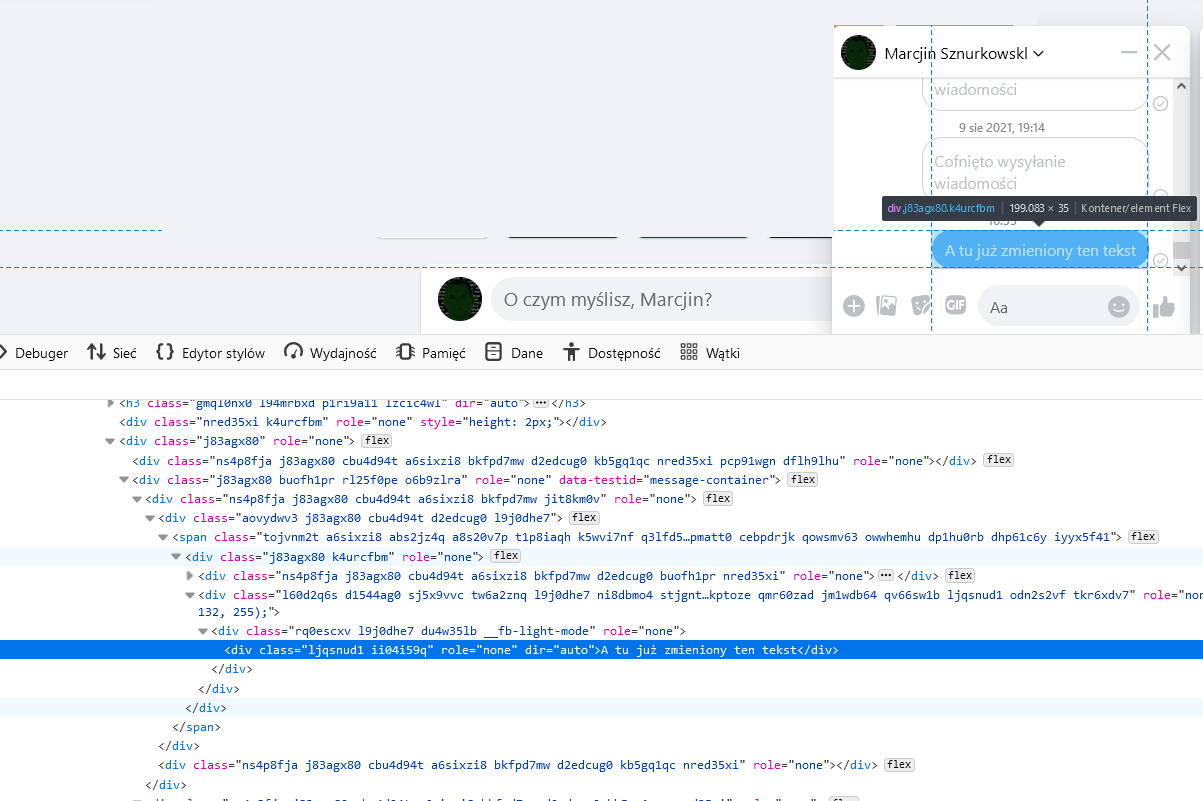 Marcjin Sznurkowskl
wiadomości
9 sie 2021, 19:14
Cofnięto wysyłanie
wiadomości
div.j83agx80.k4urcfbm 199.083 × 35 Kontener/element Flex
A tu już zmieniony ten tekst
O czym myślisz, Marcjin?
GIF
Aa
Debuger Sieć Edytor stylów Wydajność Pamięć Dane Dostępność Wątki
<h3 class="gmql0nx0 l94mrbxd p1ri9a11 lzcic4wl" dir="auto"> ••• </h3>
<div class="nred35xi k4urcfbm" role="none" style="height: 2px;"></div>
<div class="j83agx80" role="none"> flex
<div class="ns4p8fja j83agx80 cbu4d94t a6sixzi8 bkfpd7mw d2edcug0 kb5gq1qc nred35xi pcp91wgn dflh9lhu" role="none"></div> flex
<div class="j83agx80 buofh1pr rl25f0pe o6b9zlra" role="none" data-testid="message-container"> flex
<div class="ns4p8fja j83agx80 cbu4d94t a6sixzi8 bkfpd7mw jit8km0v" role="none"> flex
<div class="aovydwv3 j83agx80 cbu4d94t d2edcug0 l9j0dhe7"> flex
<span class="tojvnm2t a6sixzi8 abs2jz4q a8s20v7p t1p8iaqh k5wvi7nf q3lfd5…pmatt0 cebpdrjk qowsmv63 owwhemhu dp1hu0rb dhp61c6y iyyx5f41"> flex
<div class="j83agx80 k4urcfbm" role="none"> flex
<div class="ns4p8fja j83agx80 cbu4d94t a6sixzi8 bkfpd7mw d2edcug0 buofh1pr nred35xi" role="none"> ••• </div> flex
<div class="l60d2q6s d1544ag0 sj5x9vvc tw6a2znq l9j0dhe7 ni8dbmo4 stjgnt…kptoze qmr60zad jm1wdb64 qv66sw1b ljqsnud1 odn2s2vf tkr6xdv7" role="non
132, 255);">
<div class="rq0escxv l9j0dhe7 du4w35lb __fb-light-mode" role="none">
<div class="ljqsnud1 ii04i59q" role="none" dir="auto">A tu już zmieniony ten tekst</div>
</div>
</div>
</div>
</span>
</div>
<div class="ns4p8fja j83agx80 cbu4d94t a6sixzi8 bkfpd7mw d2edcug0 kb5gq1qc nred35xi" role="none"></div> flex
</div>